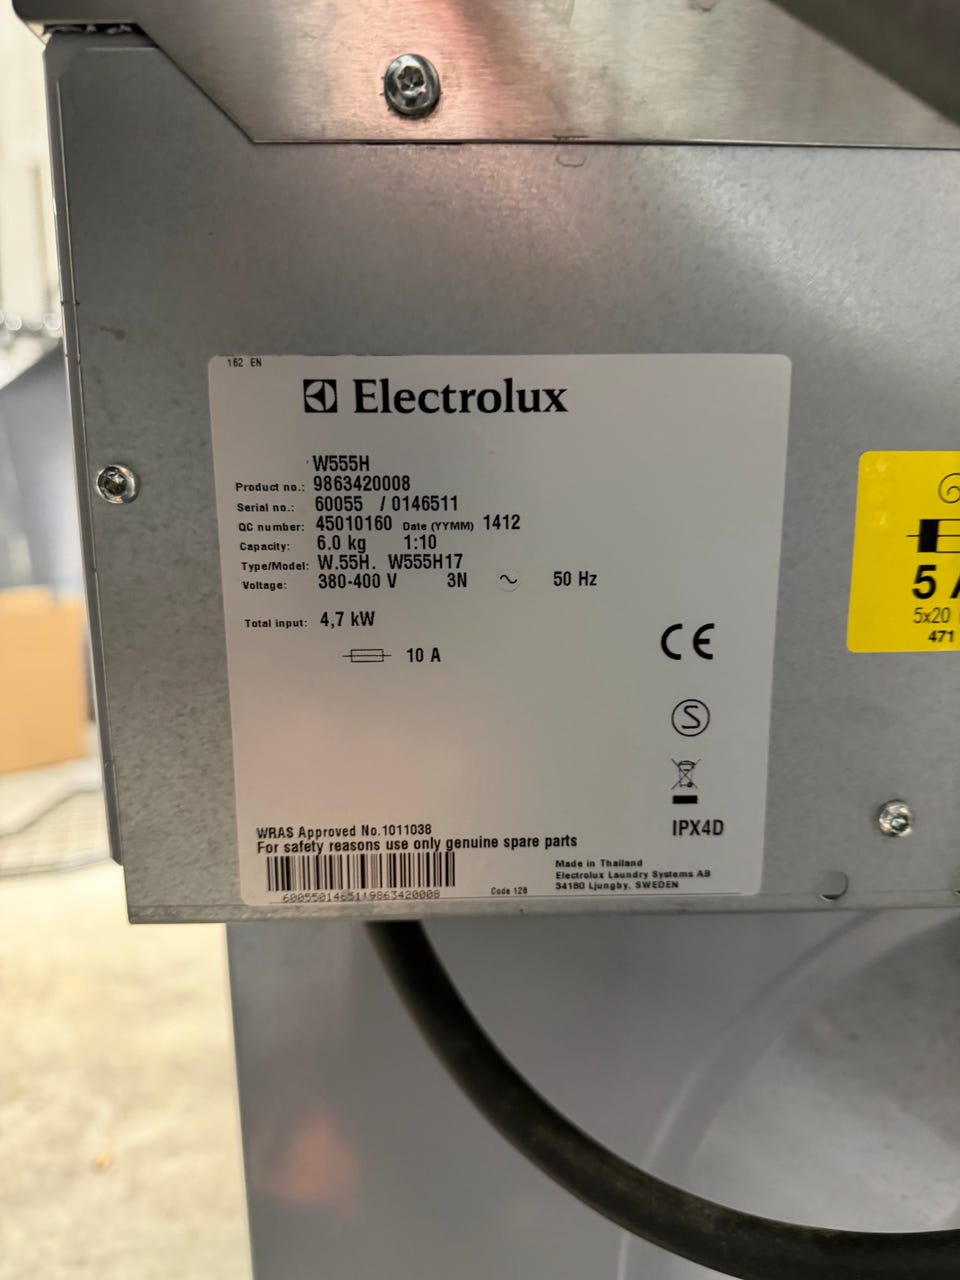 162 EN
Electrolux
W555H
Product no.: 9863420008
Serial no.: 60055 / 0146511
QC number: 45010160 Date (YYMM) 1412
Capacity: 6.0 kg 1:10
Type/Model: W.55H. W555H17
Voltage: 380-400 V 3N ~ 50 Hz
Total input: 4,7 kW
10 A
CE
S
IPX4D
WRAS Approved No.1011038
For safety reasons use only genuine spare parts
6005501465119863420008
Code 128
Made in Thailand
Electrolux Laundry Systems AB
34180 Ljungby, SWEDEN
5 A
5x20
471